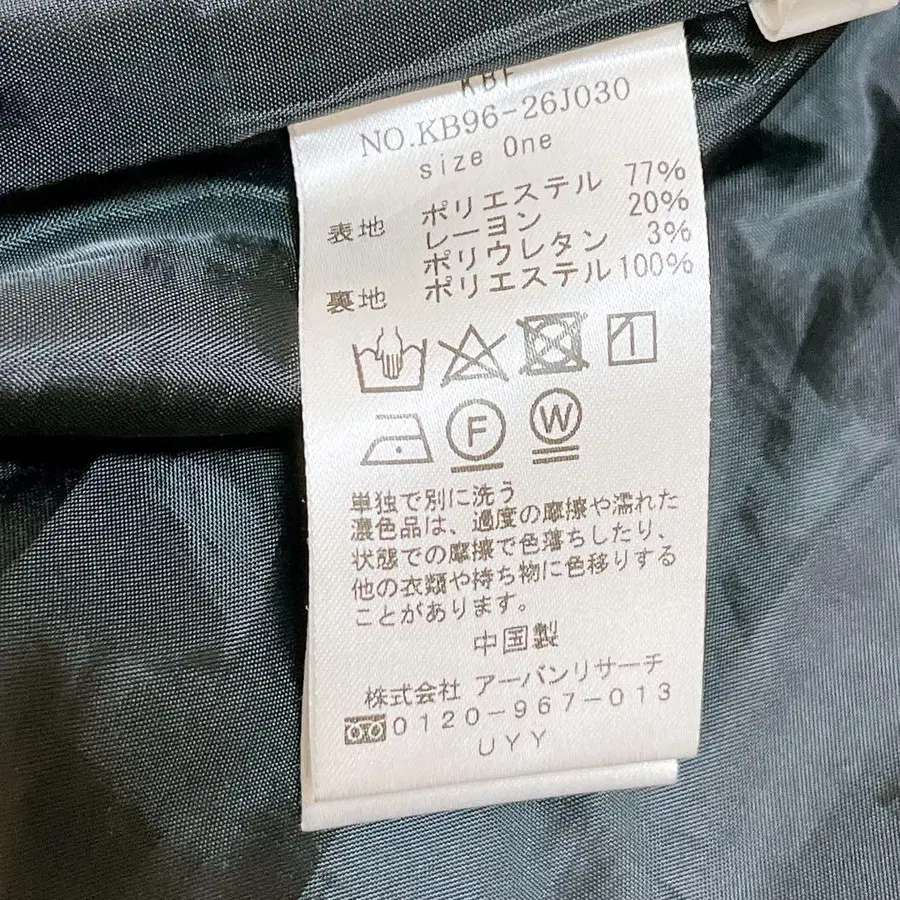 KBF
NO.KB96-26J030
size One
表地 ポリエステル 77%
レーヨン 20%
ポリウレタン 3%
裏地 ポリエステル 100%
F W
単独で別に洗う
濃色品は、過度の摩擦や濡れた
状態での摩擦で色落ちしたり、
他の衣類や持ち物に色移りする
ことがあります。
中国製
株式会社 アーバンリサーチ
0120-967-013
UYY